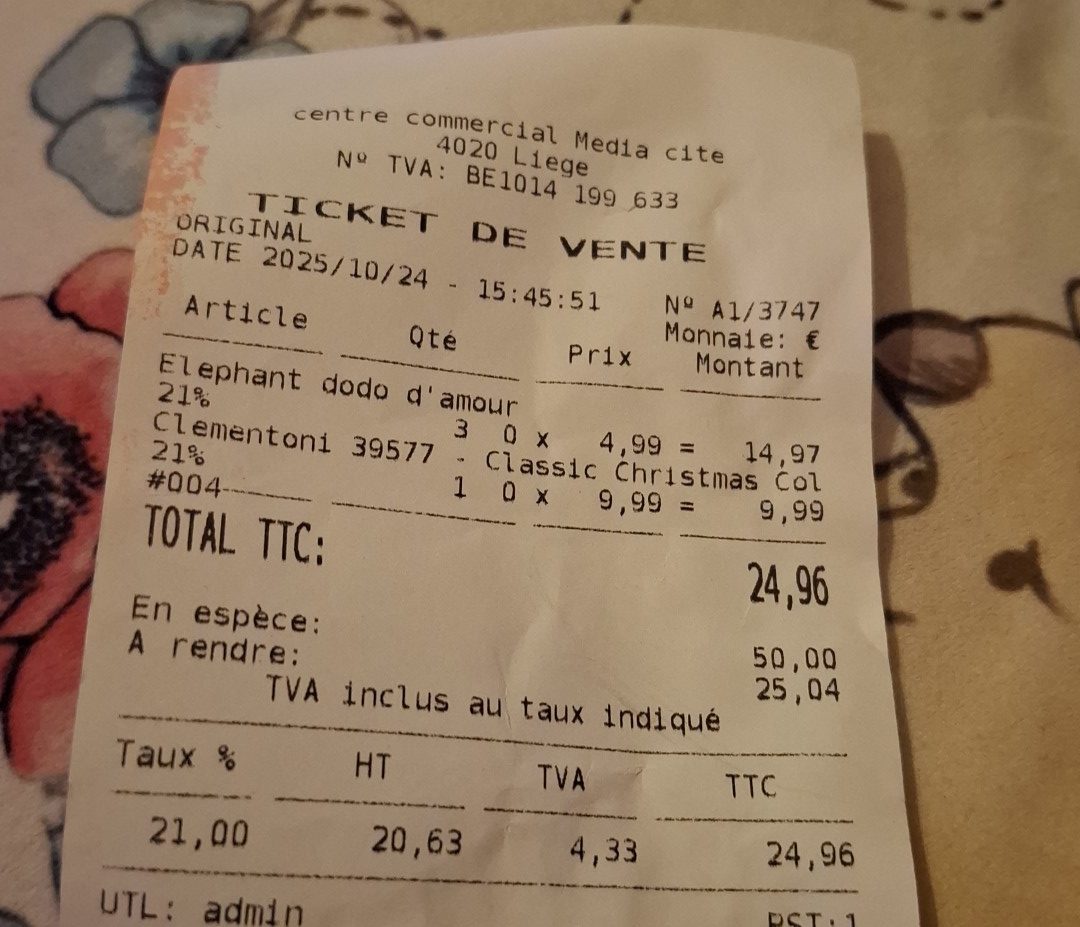 centre commercial Media cite
4020 Liege
Nº TVA: BE1014 199 633
TICKET DE VENTE
ORIGINAL
DATE 2025/10/24 - 15:45:51 Nº A1/3747
Monnaie: €
Article Qté Prix Montant
Elephant dodo d'amour
21% 3 0 x 4,99 = 14,97
Clementoni 39577 - Classic Christmas Col
21% 1 0 x 9,99 = 9,99
#004
TOTAL TTC: 24,96
En espèce: 50,00
A rendre: 25,04
TVA inclus au taux indiqué
Taux % HT TVA TTC
21,00 20,63 4,33 24,96
UTL: admin PST:1